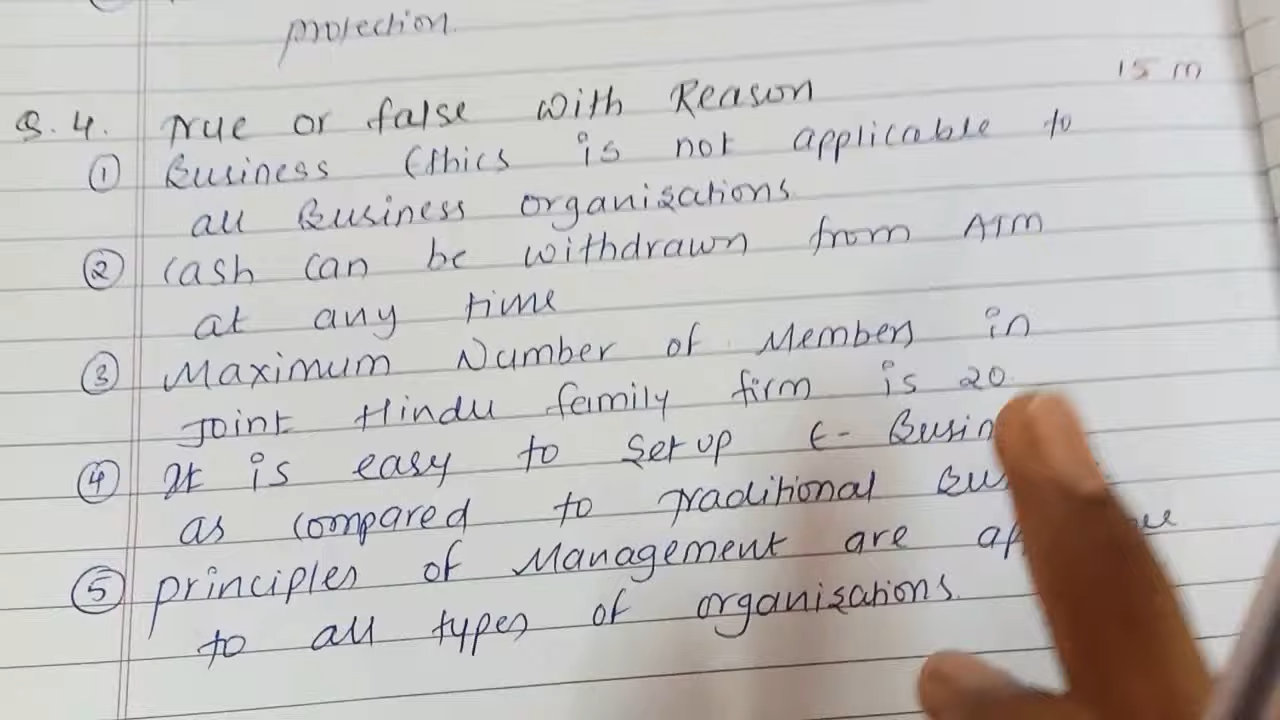 protection.
15 m
Q.4. True or false with Reason
① Business Ethics is not applicable to
all Business organizations.
② Cash can be withdrawn from ATM
at any time
③ Maximum Number of Members in
Joint Hindu family firm is 20.
④ It is easy to set up E-
as compared to Traditional
⑤ principles of Management are
to all types of organizations.